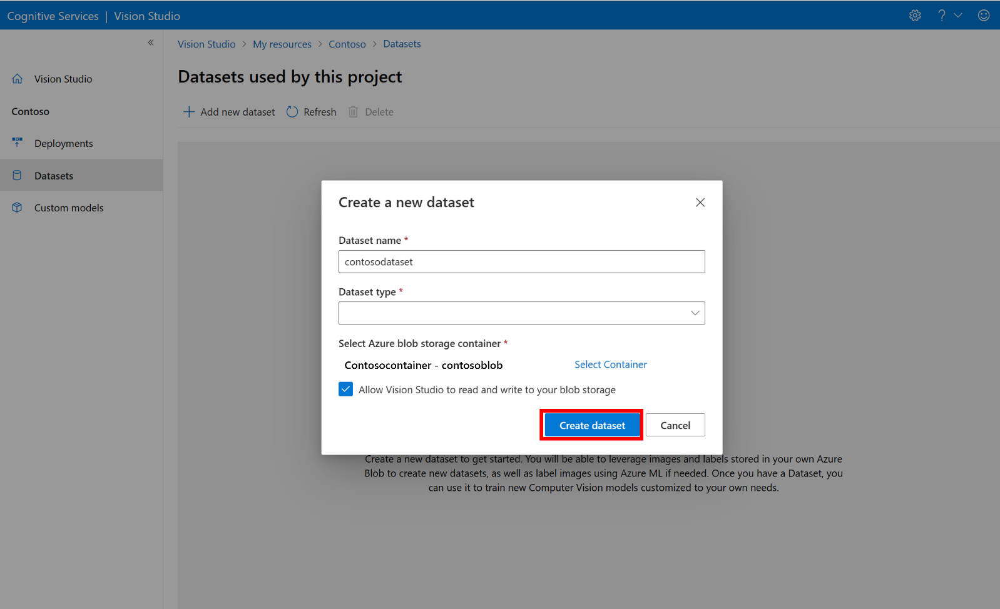 Cognitive Services | Vision Studio
Vision Studio > My resources > Contoso > Datasets
Vision Studio
Contoso
Deployments
Datasets
Custom models
Datasets used by this project
Add new dataset Refresh Delete
Create a new dataset
Dataset name *
contosodataset
Dataset type *
Select Azure blob storage container *
Contosocontainer - contosoblob Select Container
Allow Vision Studio to read and write to your blob storage
Create dataset Cancel
Create a new dataset to get started. You will be able to leverage images and labels stored in your own Azure
Blob to create new datasets, as well as label images using Azure ML if needed. Once you have a Dataset, you
can use it to train new Computer Vision models customized to your own needs.